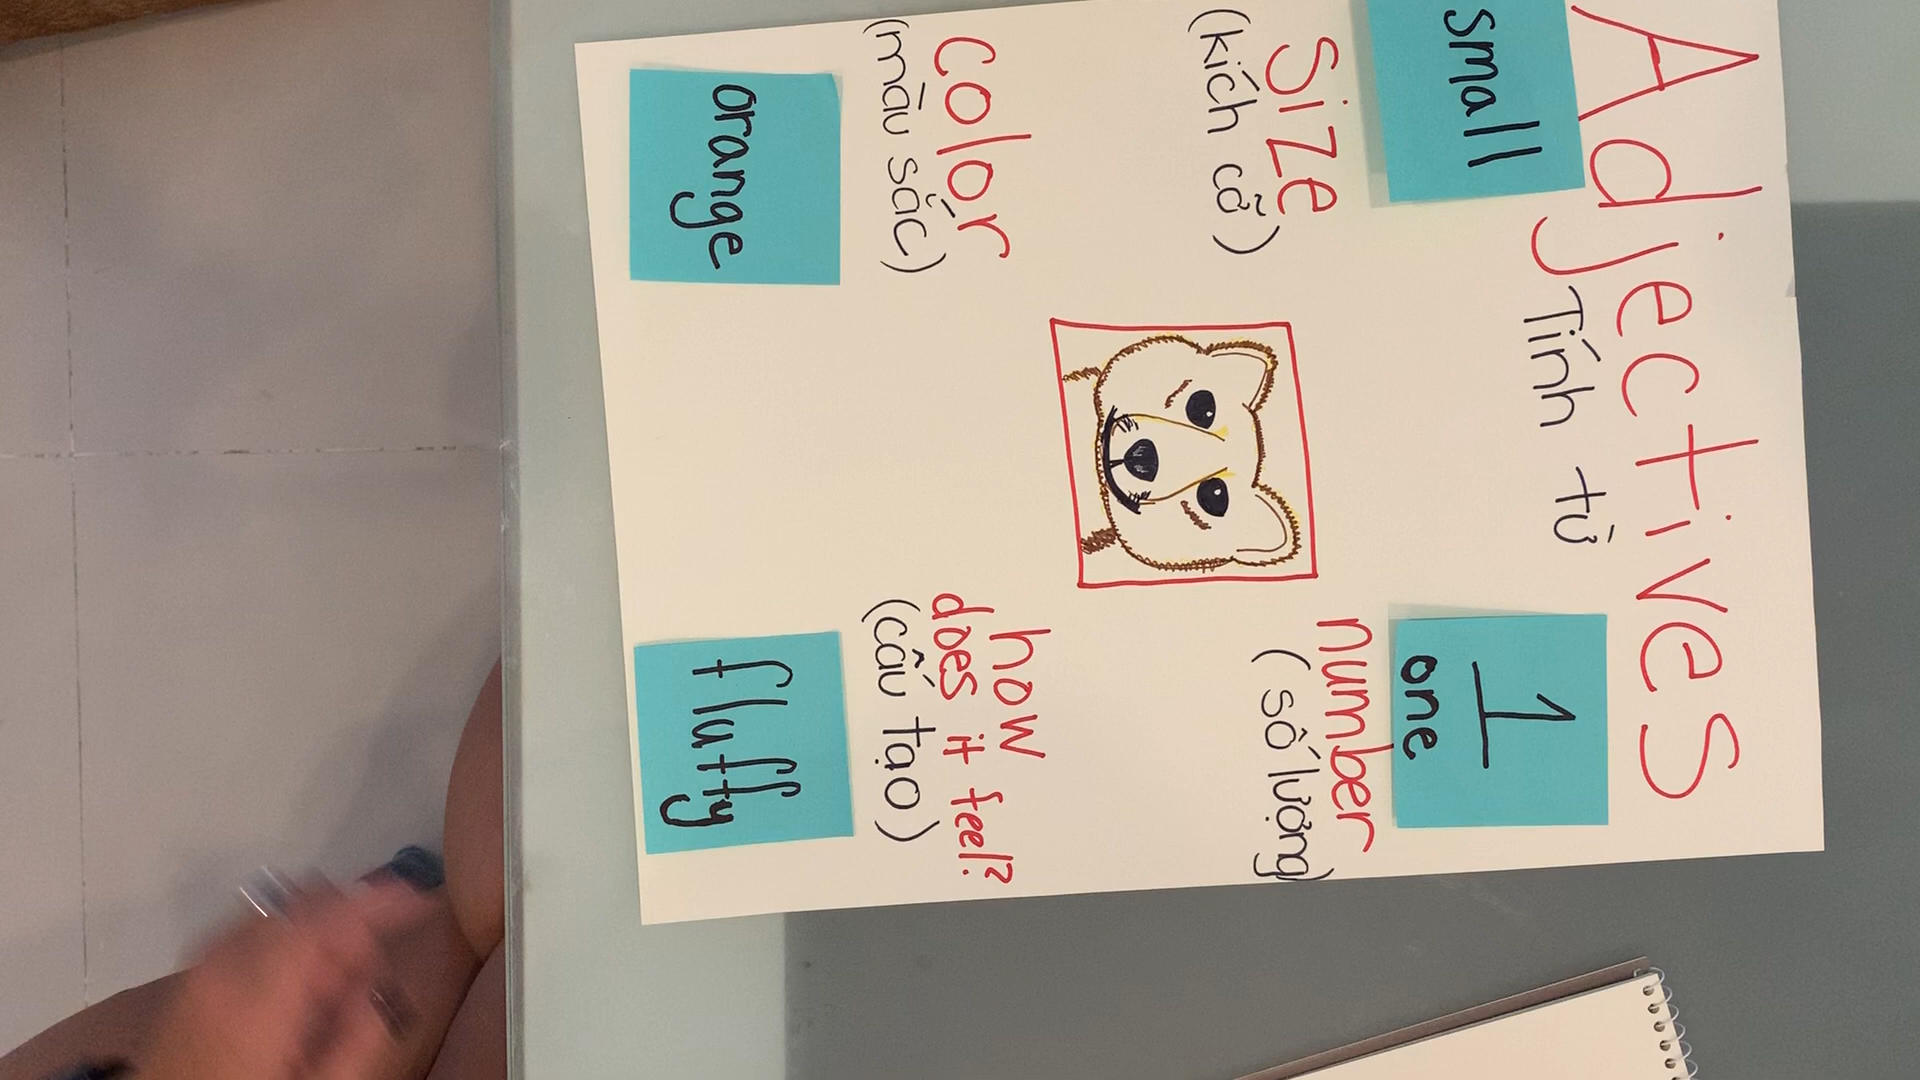 Adjectives
Tính từ
small
size
(kích cỡ)
1
one
number
(số lượng)
color
(màu sắc)
orange
how
does it feel?
(cấu tạo)
fluffy